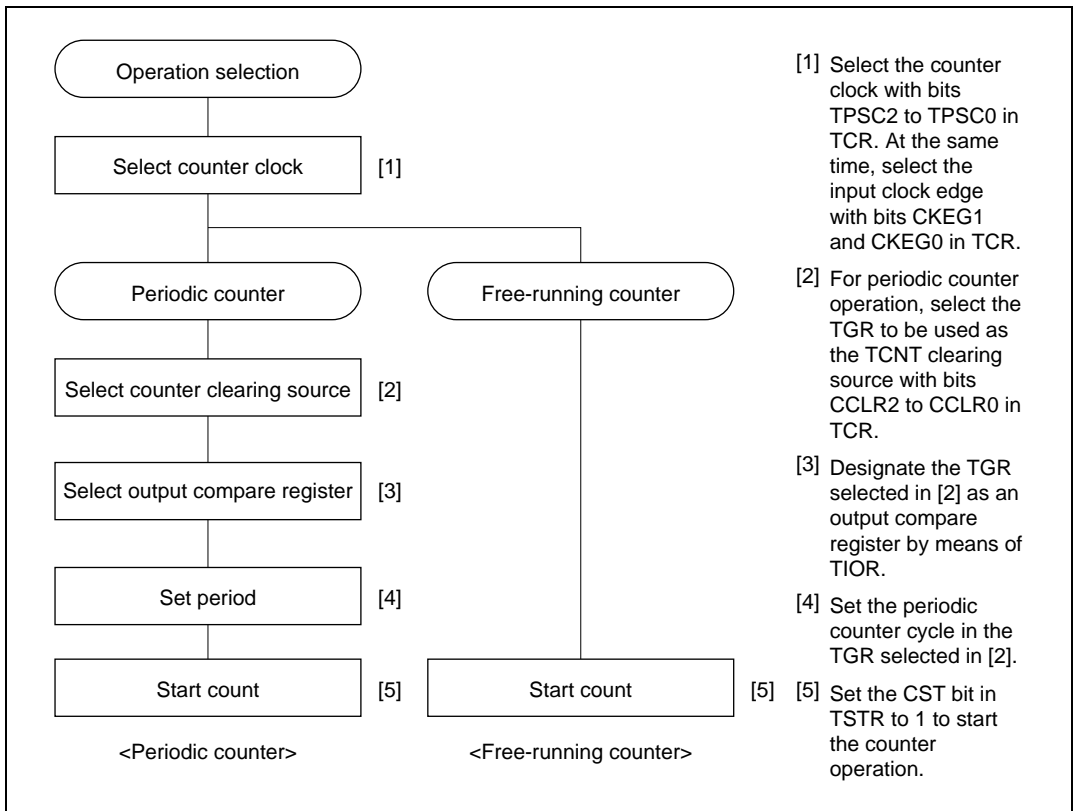 Operation selection
Select counter clock
[1]
Periodic counter
Free-running counter
Select counter clearing source
[2]
Select output compare register
[3]
Set period
[4]
Start count
[5]
Start count
[5]
<Periodic counter>
<Free-running counter>
[1] Select the counter
clock with bits
TPSC2 to TPSC0 in
TCR. At the same
time, select the
input clock edge
with bits CKEG1
and CKEG0 in TCR.
[2] For periodic counter
operation, select the
TGR to be used as
the TCNT clearing
source with bits
CCLR2 to CCLR0 in
TCR.
[3] Designate the TGR
selected in [2] as an
output compare
register by means of
TIOR.
[4] Set the periodic
counter cycle in the
TGR selected in [2].
[5] Set the CST bit in
TSTR to 1 to start
the counter
operation.